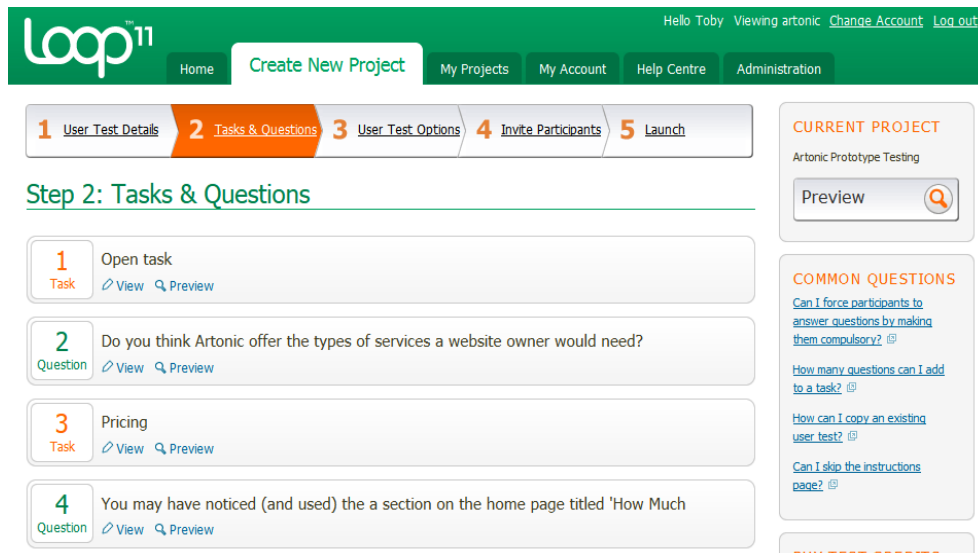 Loop11™
Hello Toby Viewing artonic Change Account Log out
Home
Create New Project
My Projects
My Account
Help Centre
Administration
1 User Test Details
2 Tasks & Questions
3 User Test Options
4 Invite Participants
5 Launch
Step 2: Tasks & Questions
1
Task
Open task
View Preview
2
Question
Do you think Artonic offer the types of services a website owner would need?
View Preview
3
Task
Pricing
View Preview
4
Question
You may have noticed (and used) the a section on the home page titled 'How Much
View Preview
CURRENT PROJECT
Artonic Prototype Testing
Preview
COMMON QUESTIONS
Can I force participants to
answer questions by making
them compulsory?
How many questions can I add
to a task?
How can I copy an existing
user test?
Can I skip the instructions
page?